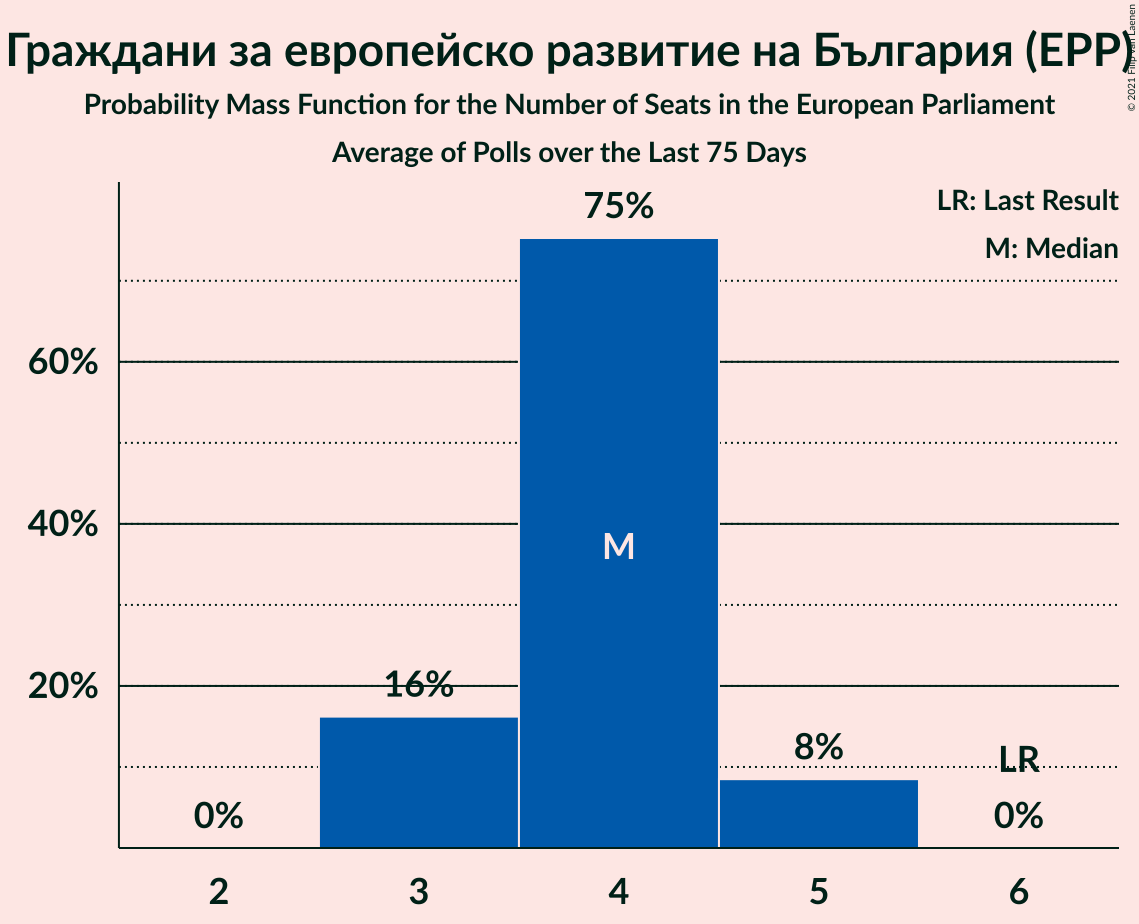 Граждани за европейско развитие на България (EPP)
Probability Mass Function for the Number of Seats in the European Parliament
Average of Polls over the Last 75 Days
© 2021 Filip van Laenen
LR: Last Result
M: Median
75%
60%
40%
M
20%
16%
8%
LR
0%
0%
2 3 4 5 6